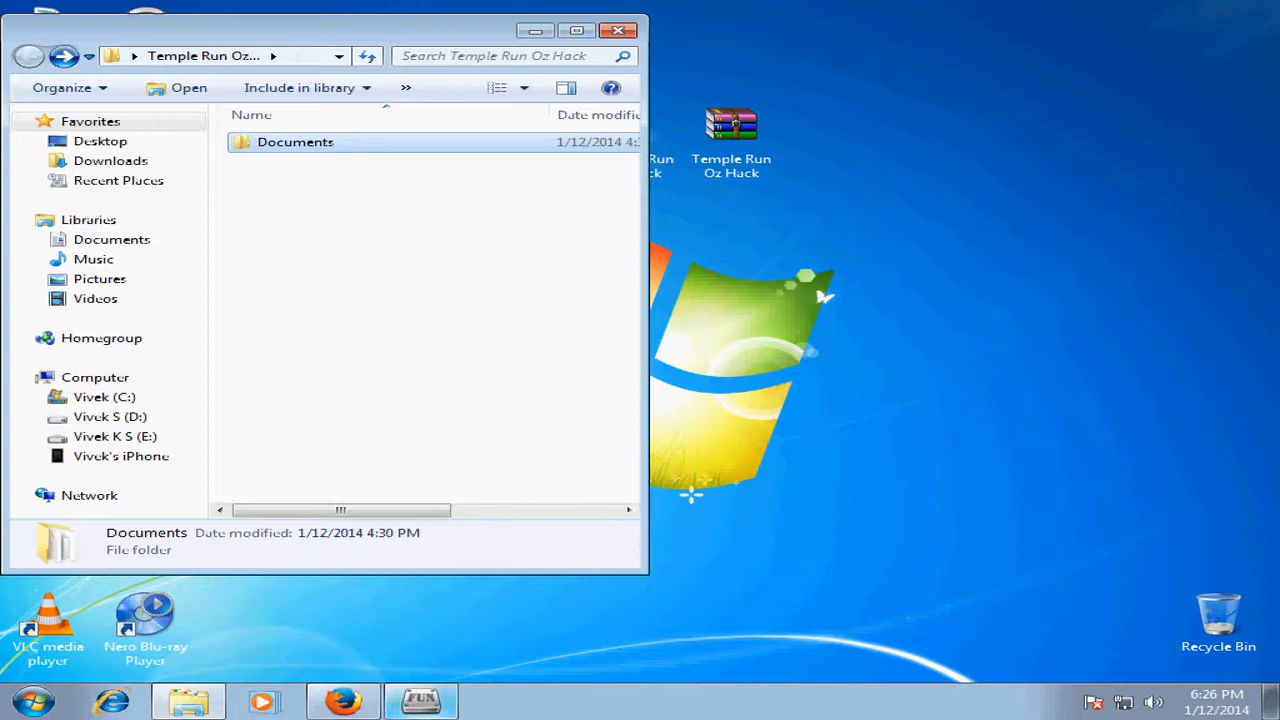 Temple Run Oz...
Search Temple Run Oz Hack
Organize
Open
Include in library
»
Name
Date modifi
Favorites
Desktop
Downloads
Recent Places
Documents
1/12/2014 4:
Libraries
Documents
Music
Pictures
Videos
Homegroup
Computer
Vivek (C:)
Vivek S (D:)
Vivek K S (E:)
Vivek's iPhone
Network
Documents Date modified: 1/12/2014 4:30 PM
File folder
Run
ck
Temple Run
Oz Hack
VLC media
player
Nero Blu-ray
Player
Recycle Bin
FUN
6:26 PM
1/12/2014